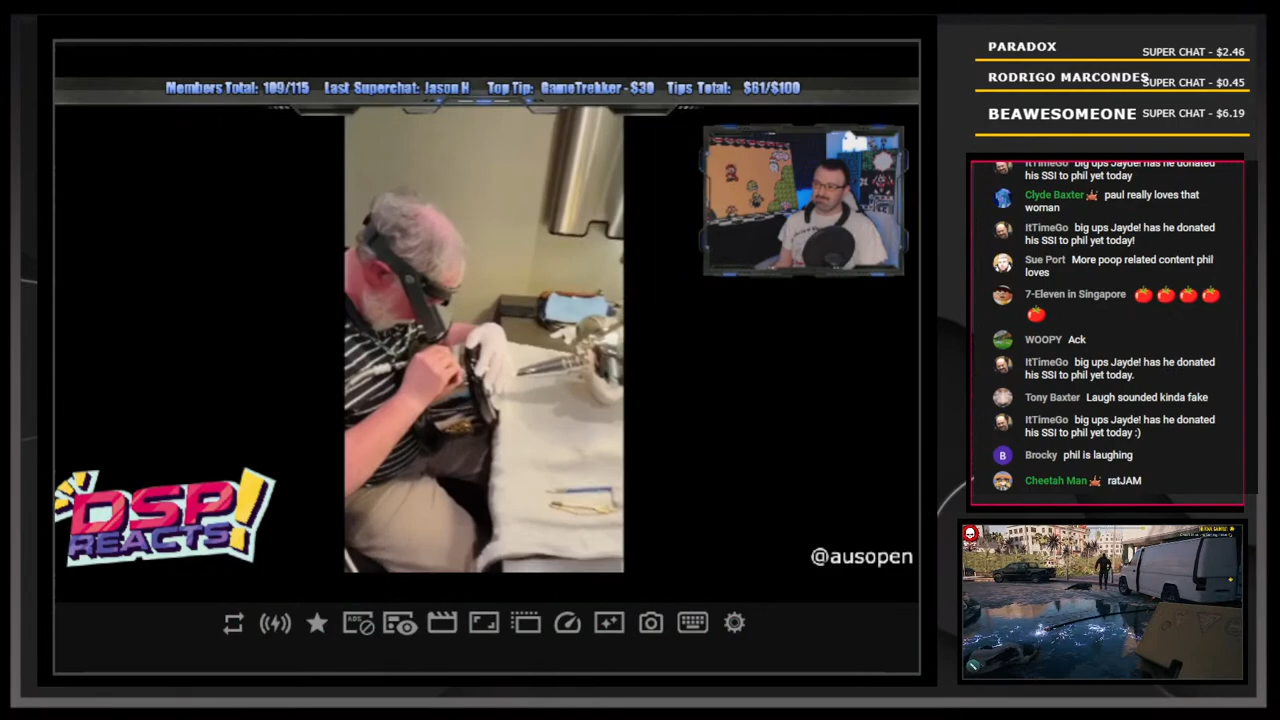 Members Total: 109/115 Last Superchat: Jason H Top Tip: GameTrekker - $30 Tips Total: $61/$100
DSP!
REACTS
@ausopen
ADS
PARADOX SUPER CHAT - $2.46
RODRIGO MARCONDES SUPER CHAT - $0.45
BEAWESOMEONE SUPER CHAT - $6.19
ItTimeGo big ups Jayde! has he donated
his SSI to phil yet today
Clyde Baxter paul really loves that
woman
ItTimeGo big ups Jayde! has he donated
his SSI to phil yet today!
Sue Port More poop related content phil
loves
7-Eleven in Singapore
WOOPY Ack
ItTimeGo big ups Jayde! has he donated
his SSI to phil yet today.
Tony Baxter Laugh sounded kinda fake
ItTimeGo big ups Jayde! has he donated
his SSI to phil yet today :)
B
Brocky phil is laughing
Cheetah Man ratJAM